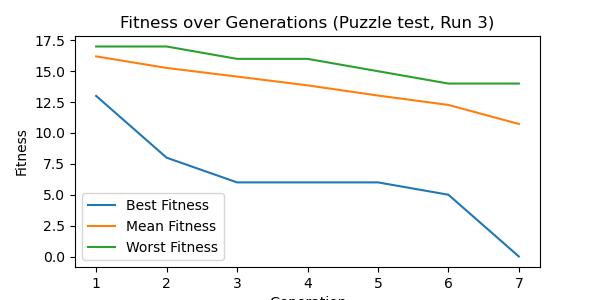 Fitness over Generations (Puzzle test, Run 3)
17.5
15.0
12.5
10.0
7.5
5.0
2.5
0.0
Fitness
Best Fitness
Mean Fitness
Worst Fitness
1 2 3 4 5 6 7
Generation